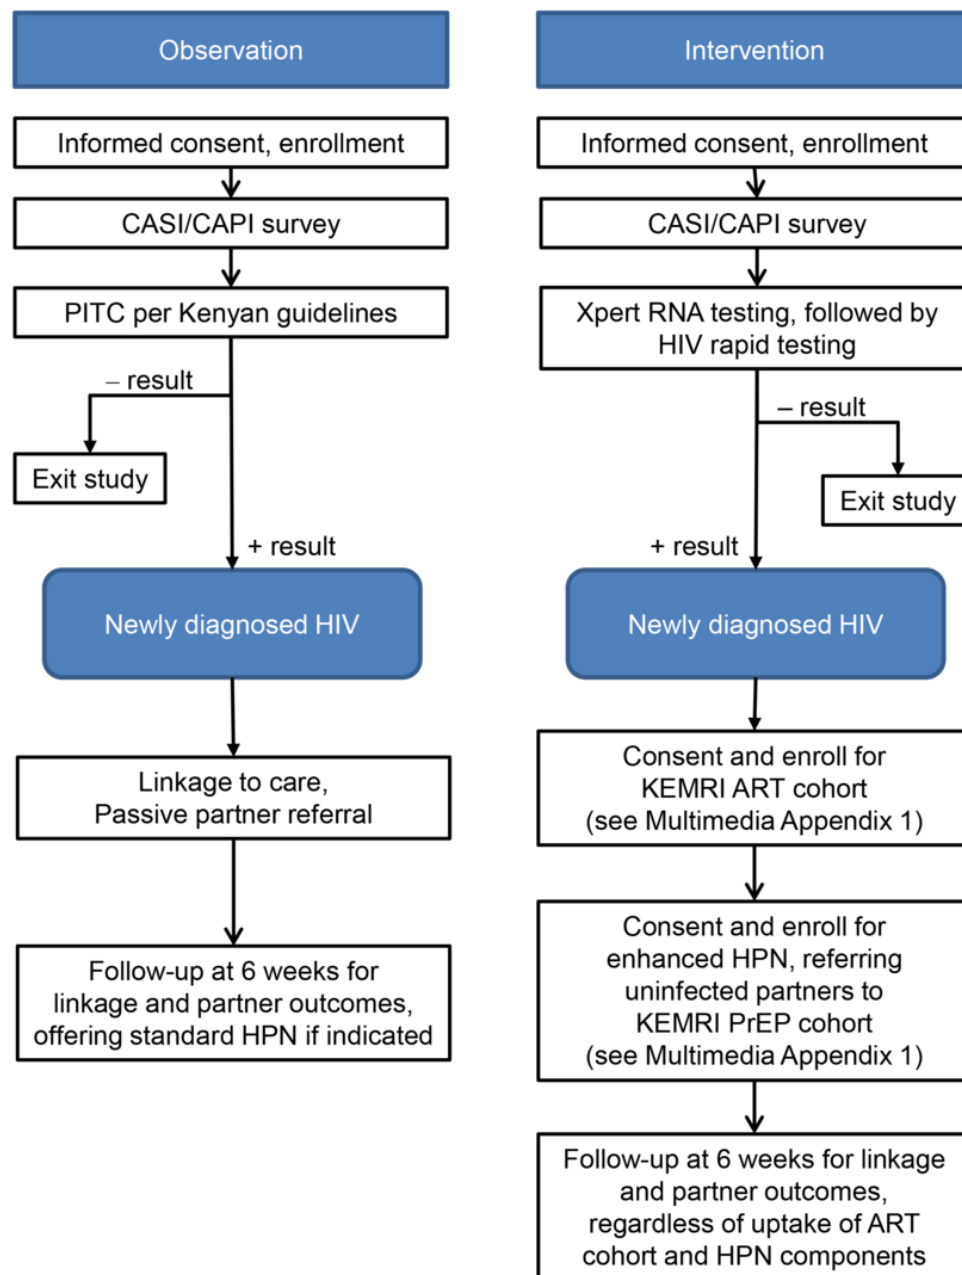 Observation
Informed consent, enrollment
CASI/CAPI survey
PITC per Kenyan guidelines
– result
Exit study
+ result
Newly diagnosed HIV
Linkage to care,
Passive partner referral
Follow-up at 6 weeks for
linkage and partner outcomes,
offering standard HPN if indicated
Intervention
Informed consent, enrollment
CASI/CAPI survey
Xpert RNA testing, followed by
HIV rapid testing
– result
Exit study
+ result
Newly diagnosed HIV
Consent and enroll for
KEMRI ART cohort
(see Multimedia Appendix 1)
Consent and enroll for
enhanced HPN, referring
uninfected partners to
KEMRI PrEP cohort
(see Multimedia Appendix 1)
Follow-up at 6 weeks for linkage
and partner outcomes,
regardless of uptake of ART
cohort and HPN components